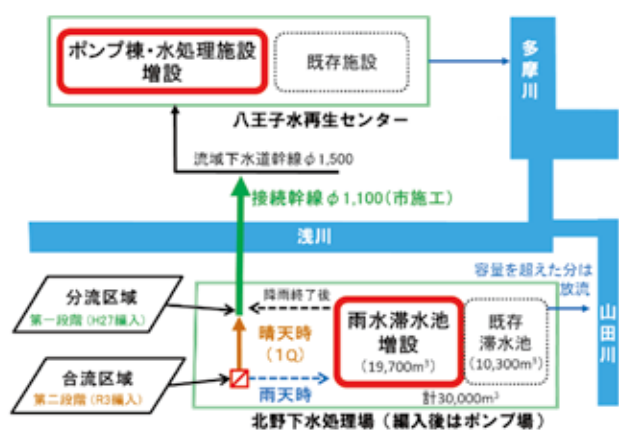 ポンプ棟・水処理施設
増設
既存施設
八王子水再生センター
多摩川
流域下水道幹線φ1,500
接続幹線φ1,100(市施工)
浅川
容量を超えた分は
放流
山田川
分流区域
第一段階(H27編入)
降雨終了後
晴天時
(1Q)
雨水滞水池
増設
(19,700m³)
既存
滞水池
(10,300m³)
合流区域
第二段階(R3編入)
雨天時
計30,000m³
北野下水処理場(編入後はポンプ場)